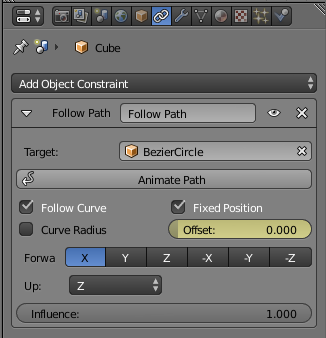 Cube
Add Object Constraint
Follow Path Follow Path
Target: BezierCircle
Animate Path
Follow Curve Fixed Position
Curve Radius Offset: 0.000
Forwa X Y Z -X -Y -Z
Up: Z
Influence: 1.000